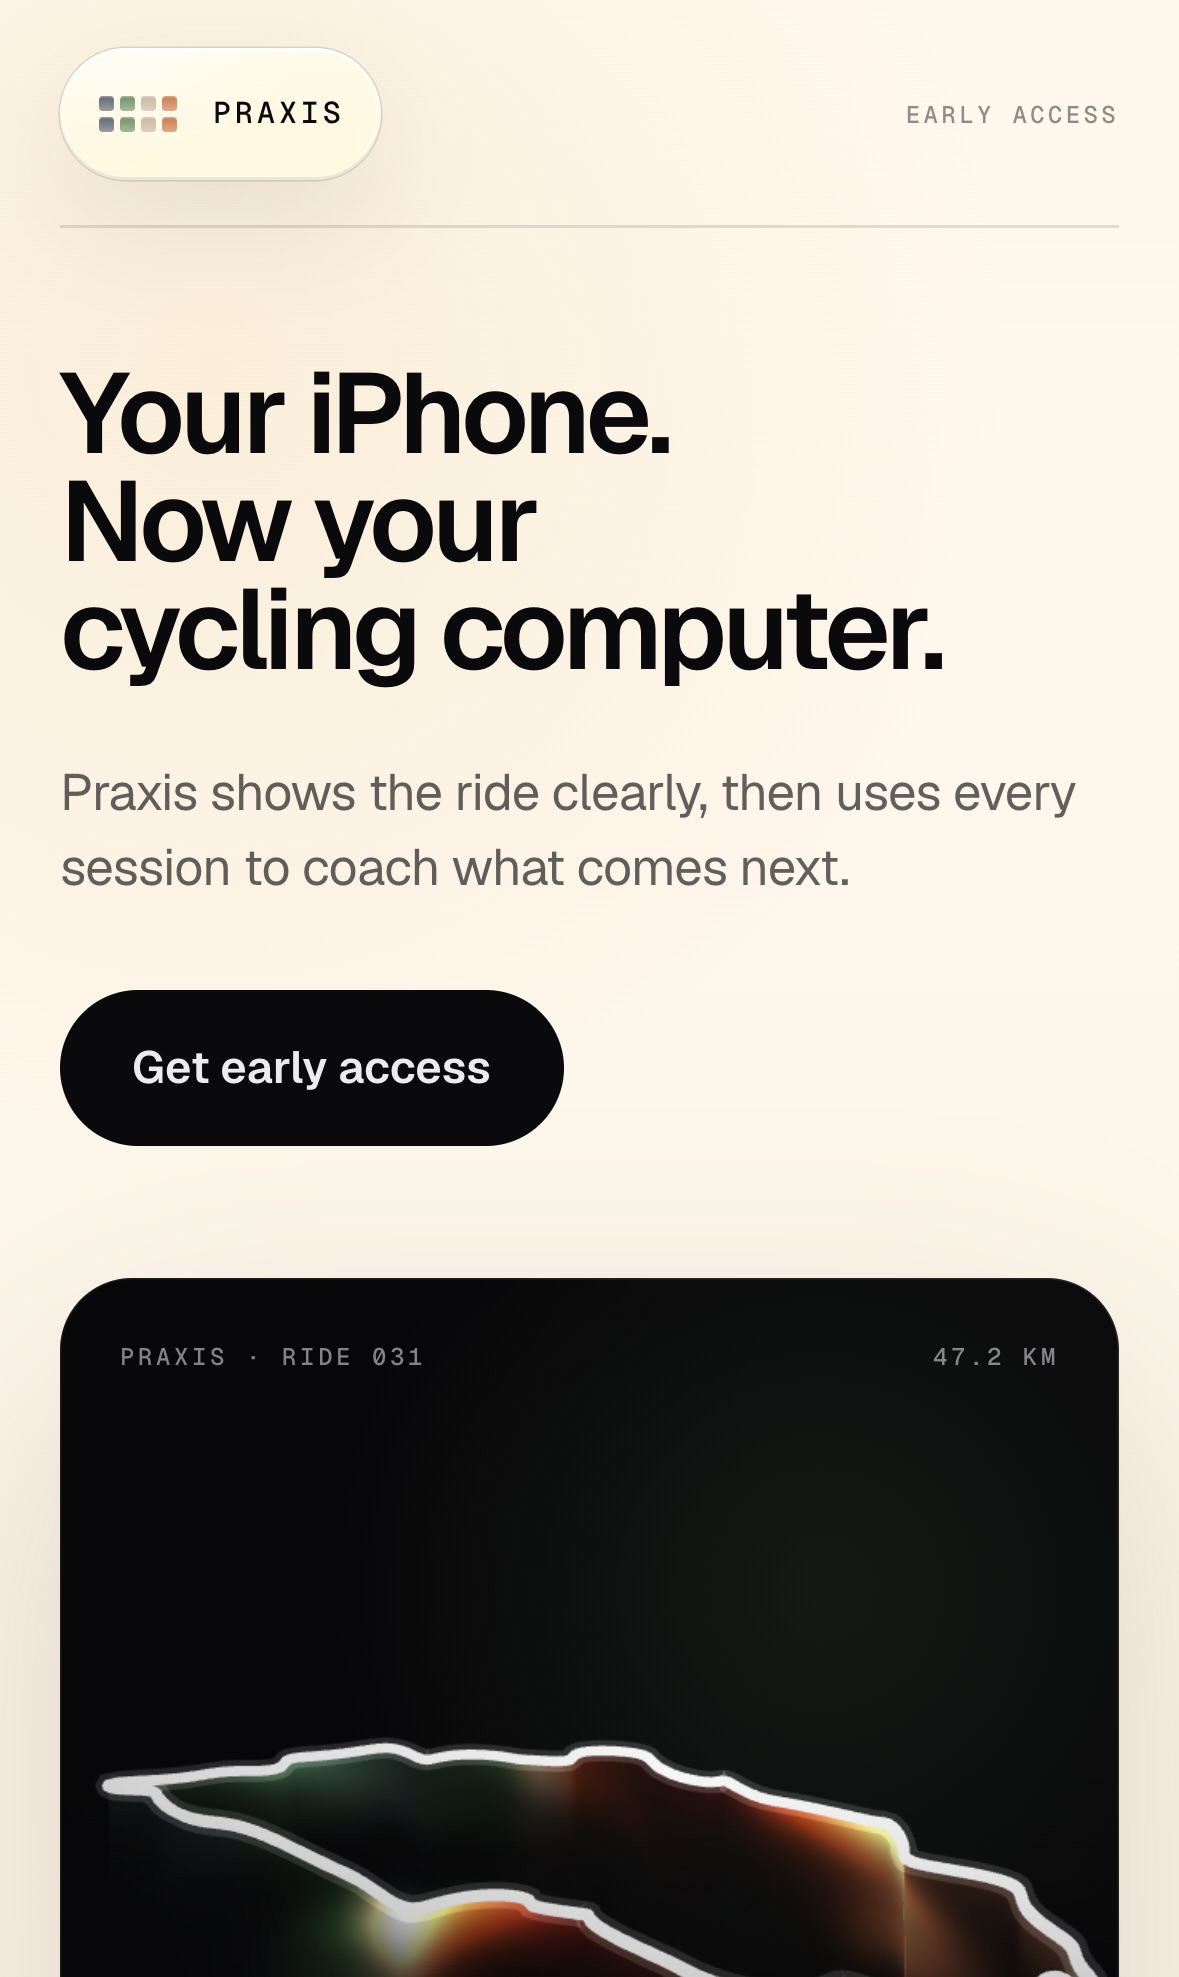 PRAXIS
EARLY ACCESS
Your iPhone.
Now your
cycling computer.
Praxis shows the ride clearly, then uses every
session to coach what comes next.
Get early access
PRAXIS · RIDE 031
47.2 KM